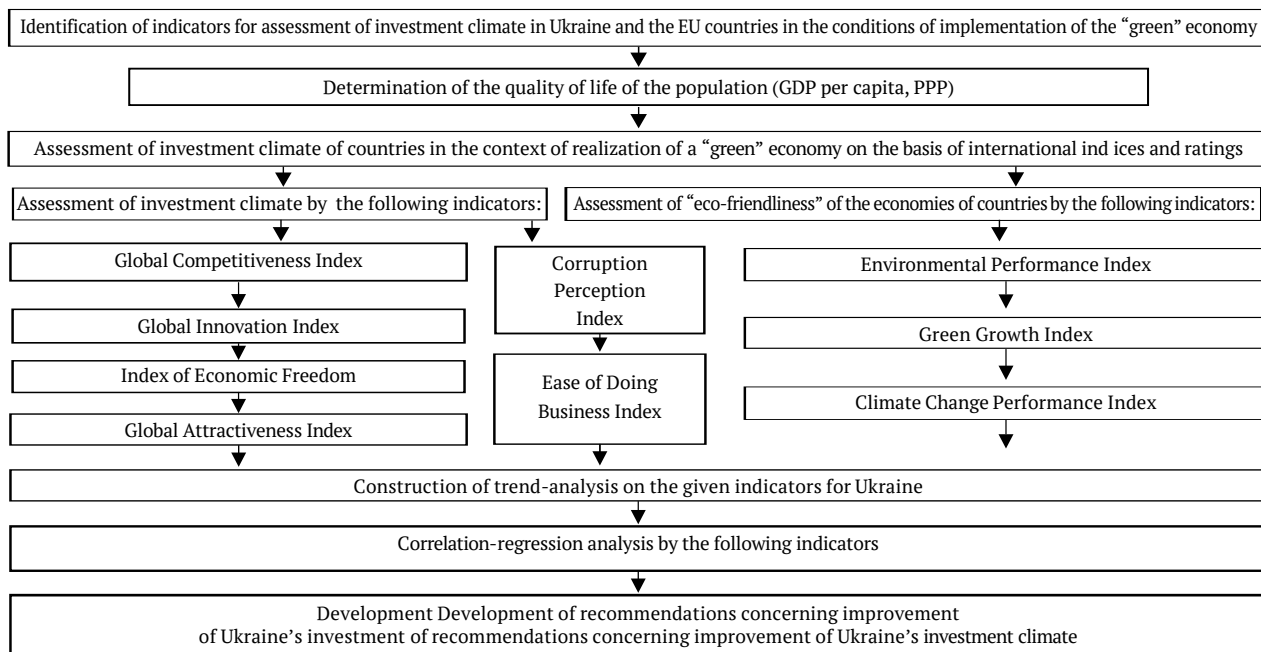 Identification of indicators for assessment of investment climate in Ukraine and the EU countries in the conditions of implementation of the “green” economy
Determination of the quality of life of the population (GDP per capita, PPP)
Assessment of investment climate of countries in the context of realization of a “green” economy on the basis of international ind ices and ratings
Assessment of investment climate by the following indicators:
Assessment of “eco-friendliness” of the economies of countries by the following indicators:
Global Competitiveness Index
Global Innovation Index
Index of Economic Freedom
Global Attractiveness Index
Corruption
Perception
Index
Ease of Doing
Business Index
Environmental Performance Index
Green Growth Index
Climate Change Performance Index
Construction of trend-analysis on the given indicators for Ukraine
Correlation-regression analysis by the following indicators
Development Development of recommendations concerning improvement
of Ukraine’s investment of recommendations concerning improvement of Ukraine’s investment climate